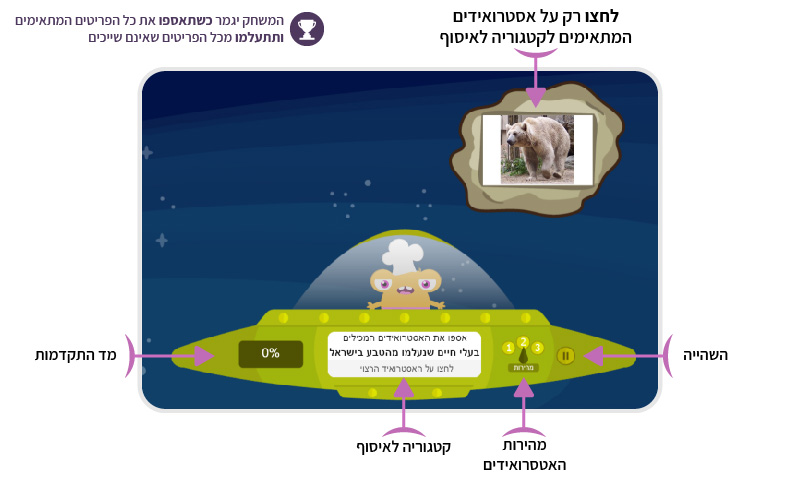 לחצו רק על אסטרואידים
המתאימים לקטגוריה לאיסוף
המשחק יגמר כשתאספו את כל הפריטים המתאימים
ותתעלמו מכל הפריטים שאינם שייכים
השהייה
1 2 3
מהירות
אספו את האסטרואידים המכילים
בעלי חיים שנעלמו מהטבע בישראל
לחצו על האסטרואיד הרצוי
0%
מד התקדמות
מהירות
האטסרואידים
קטגוריה לאיסוף